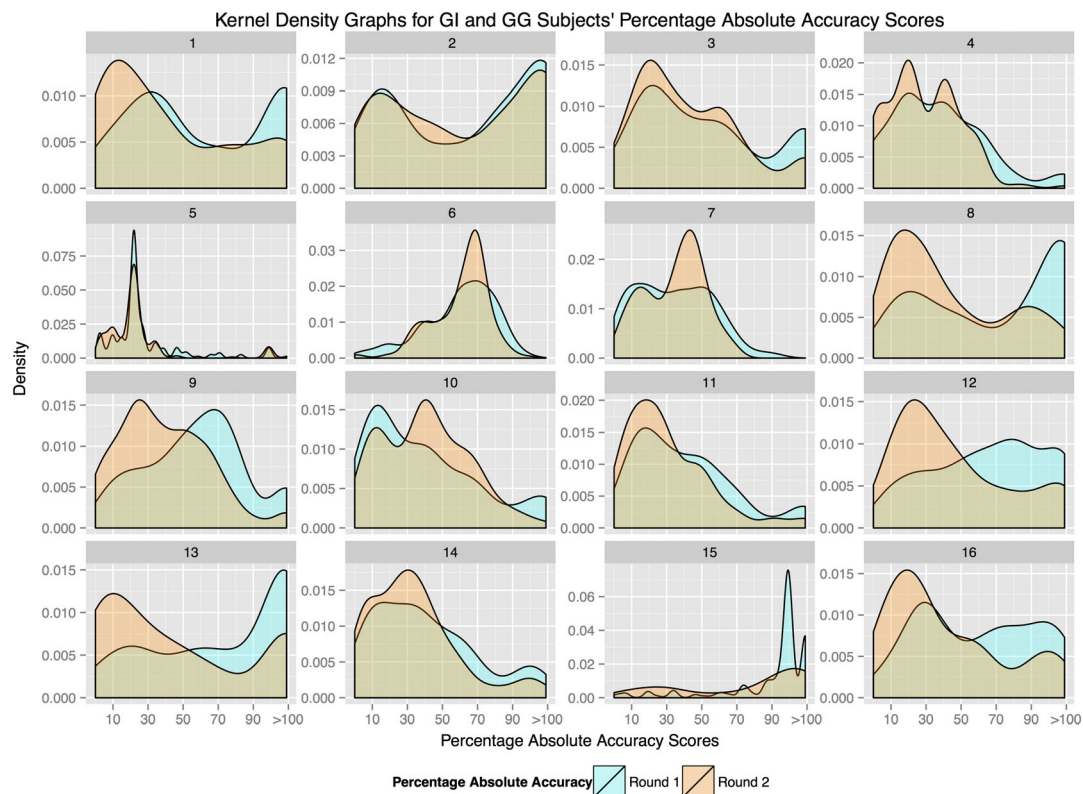 Kernel Density Graphs for GI and GG Subjects' Percentage Absolute Accuracy Scores
1 2 3 4
0.010 0.005 0.000
0.012 0.009 0.006 0.003 0.000
0.015 0.010 0.005 0.000
0.020 0.015 0.010 0.005 0.000
5 6 7 8
0.075 0.050 0.025 0.000
0.03 0.02 0.01 0.00
0.02 0.01 0.00
0.015 0.010 0.005 0.000
Density
9 10 11 12
0.015 0.010 0.005 0.000
0.015 0.010 0.005 0.000
0.020 0.015 0.010 0.005 0.000
0.015 0.010 0.005 0.000
13 14 15 16
0.015 0.010 0.005 0.000
0.015 0.010 0.005 0.000
0.06 0.04 0.02 0.00
0.015 0.010 0.005 0.000
10 30 50 70 90 >100 10 30 50 70 90 >100 10 30 50 70 90 >100 10 30 50 70 90 >100
Percentage Absolute Accuracy Scores
Percentage Absolute Accuracy Round 1 Round 2